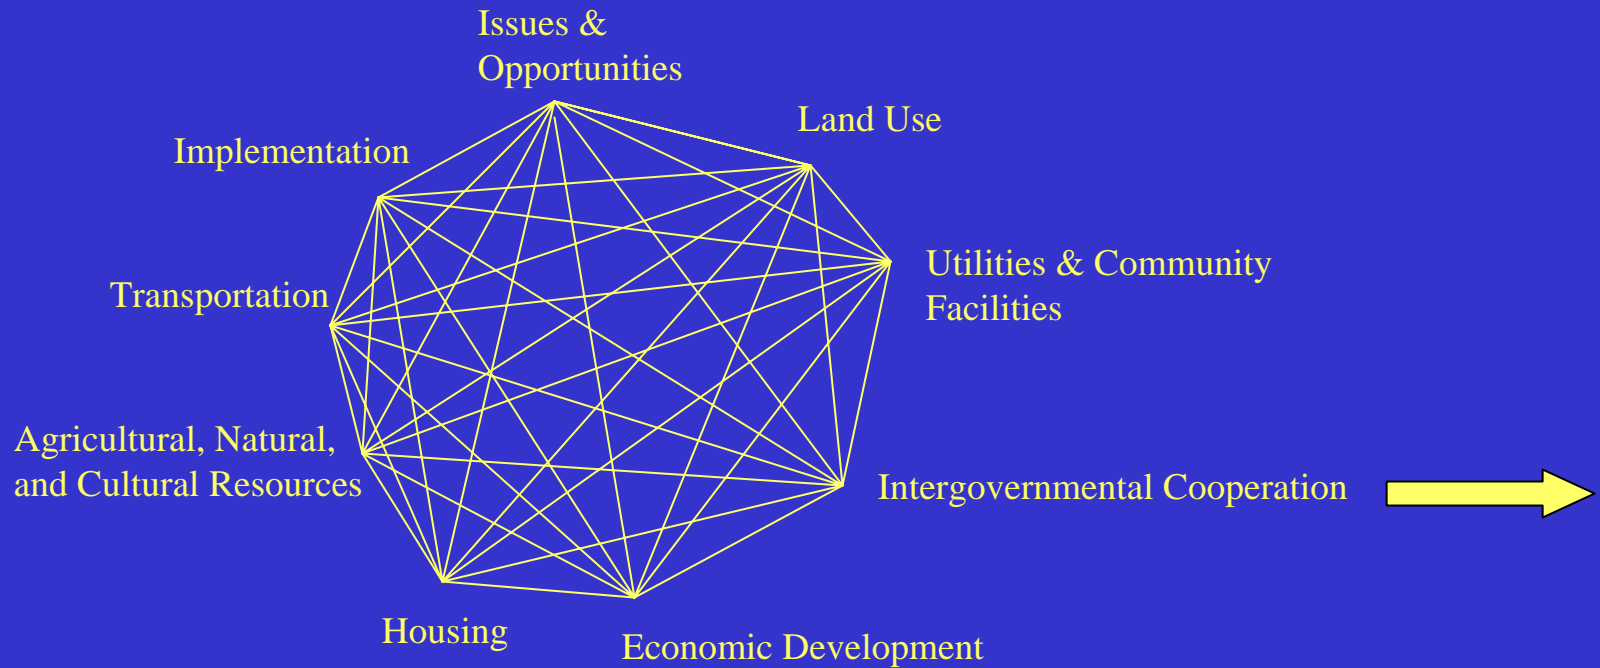 Issues &
Opportunities
Land Use
Implementation
Utilities & Community
Facilities
Transportation
Agricultural, Natural,
and Cultural Resources
Intergovernmental Cooperation
Housing
Economic Development